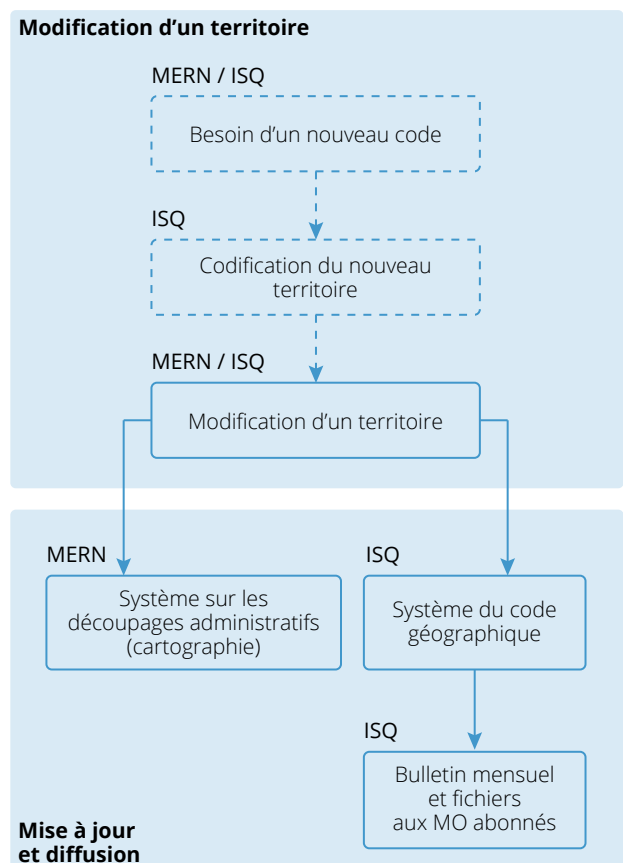 Modification d’un territoire
MERN / ISQ
Besoin d’un nouveau code
ISQ
Codification du nouveau
territoire
MERN / ISQ
Modification d’un territoire
MERN
Système sur les
découpages administratifs
(cartographie)
ISQ
Système du code
géographique
ISQ
Bulletin mensuel
et fichiers
aux MO abonnés
Mise à jour
et diffusion